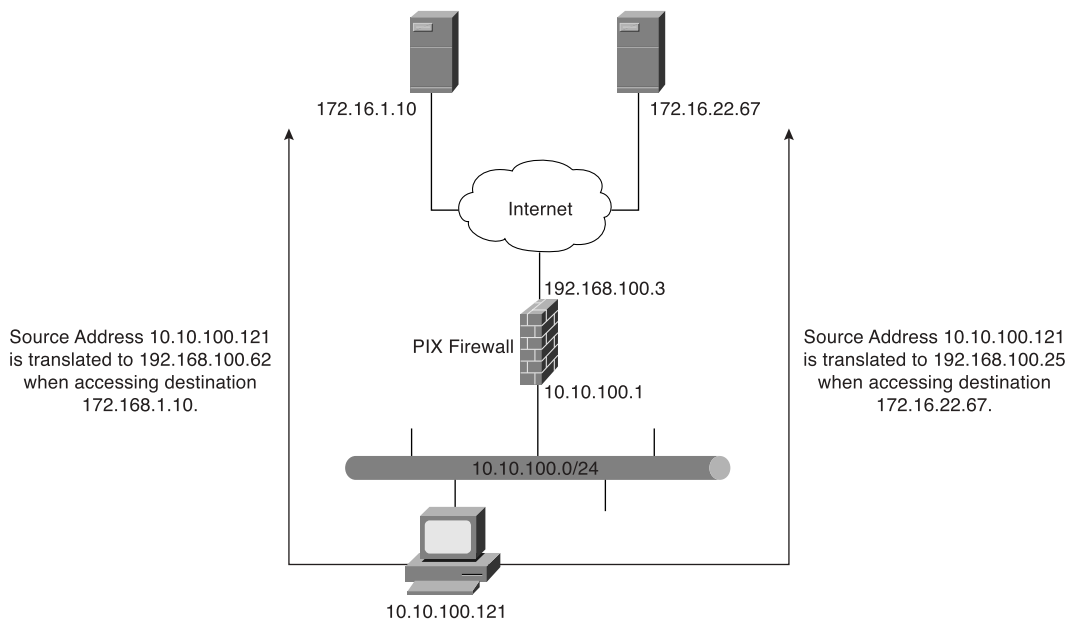 172.16.1.10
172.16.22.67
Internet
192.168.100.3
PIX Firewall
10.10.100.1
Source Address 10.10.100.121
is translated to 192.168.100.62
when accessing destination
172.168.1.10.
Source Address 10.10.100.121
is translated to 192.168.100.25
when accessing destination
172.16.22.67.
10.10.100.0/24
10.10.100.121